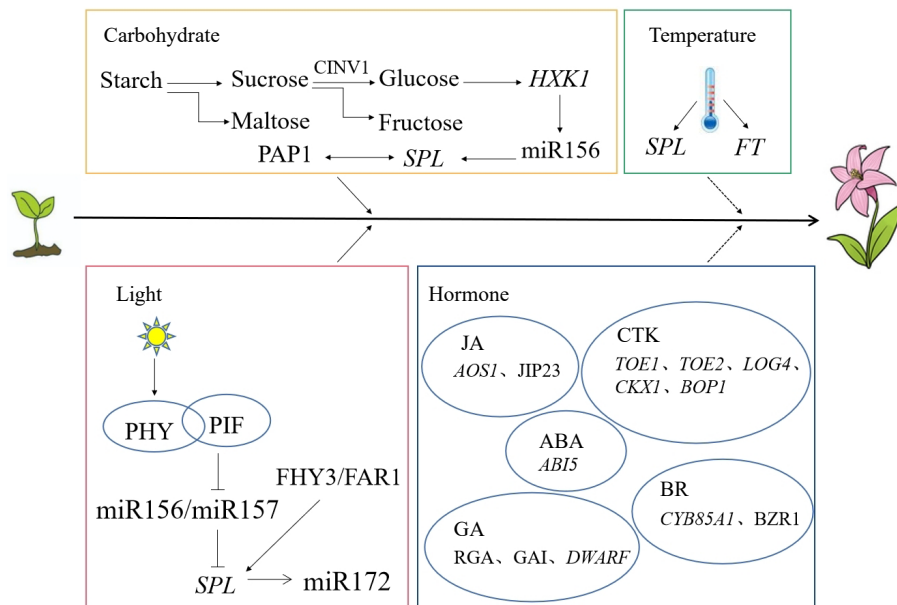 Carbohydrate
Starch Sucrose CINV1 Glucose HXK1
Maltose Fructose
PAP1 SPL miR156
Temperature
SPL FT
Light
PHY PIF
FHY3/FAR1
miR156/miR157
SPL miR172
Hormone
JA
AOS1、JIP23
CTK
TOE1、TOE2、LOG4、
CKX1、BOP1
ABA
ABI5
BR
CYB85A1、BZR1
GA
RGA、GAI、DWARF